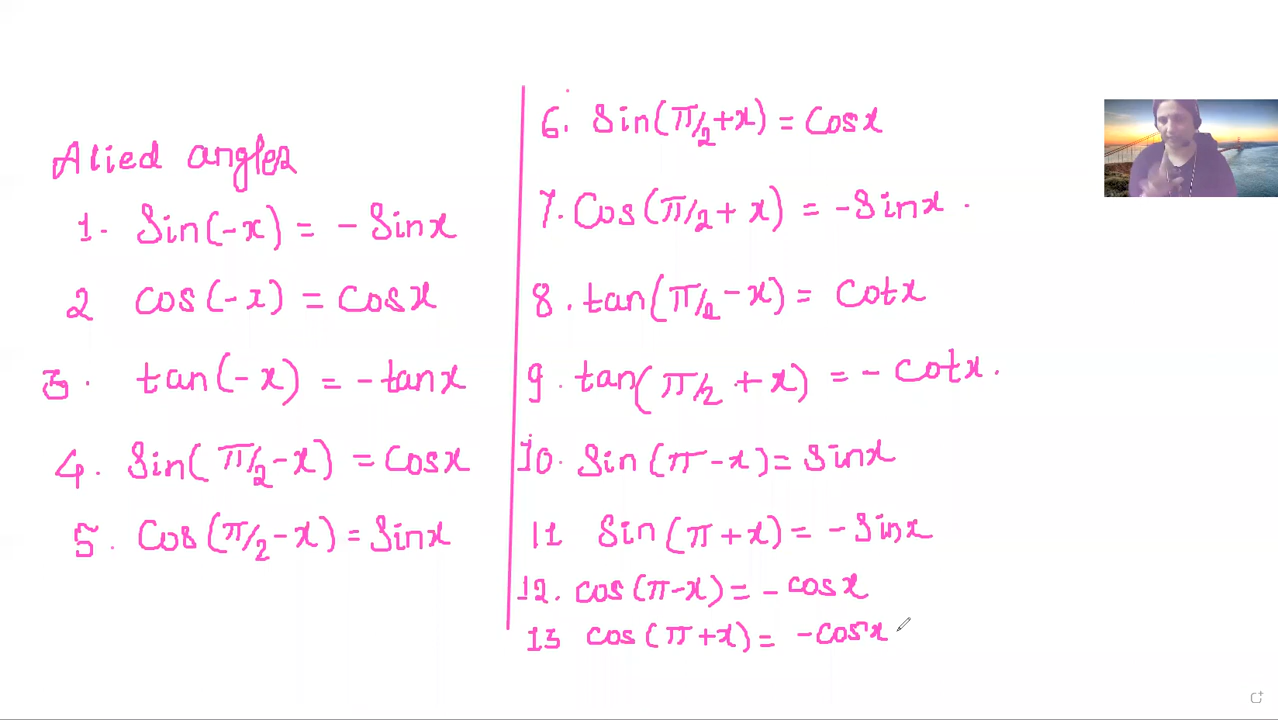 Alied angles
1. Sin(-x) = - Sinx
2 cos(-x) = cosx
3. tan(-x) = - tanx
4. Sin(π/2-x) = cosx
5. Cos(π/2-x) = Sinx
6. Sin(π/2+x) = Cosx
7. Cos(π/2+x) = -Sinx.
8. tan(π/2-x) = Cotx
9. tan(π/2+x) = - cotx.
10. Sin(π-x) = Sinx
11 Sin(π+x) = - Sinx
12. cos(π-x) = - cosx
13 cos(π+x) = - cosx